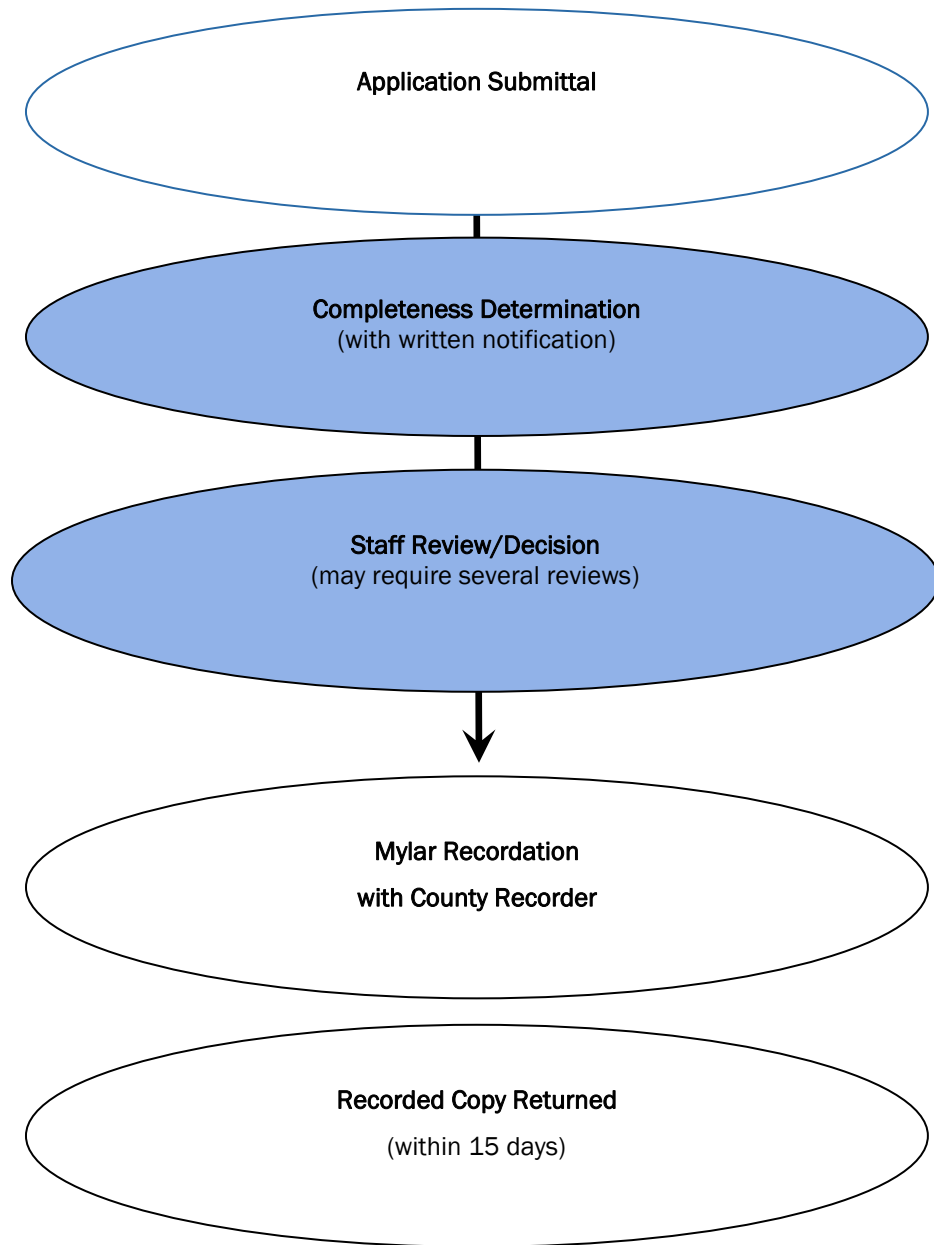 Application Submittal
Completeness Determination
(with written notification)
Staff Review/Decision
(may require several reviews)
Mylar Recordation
with County Recorder
Recorded Copy Returned
(within 15 days)